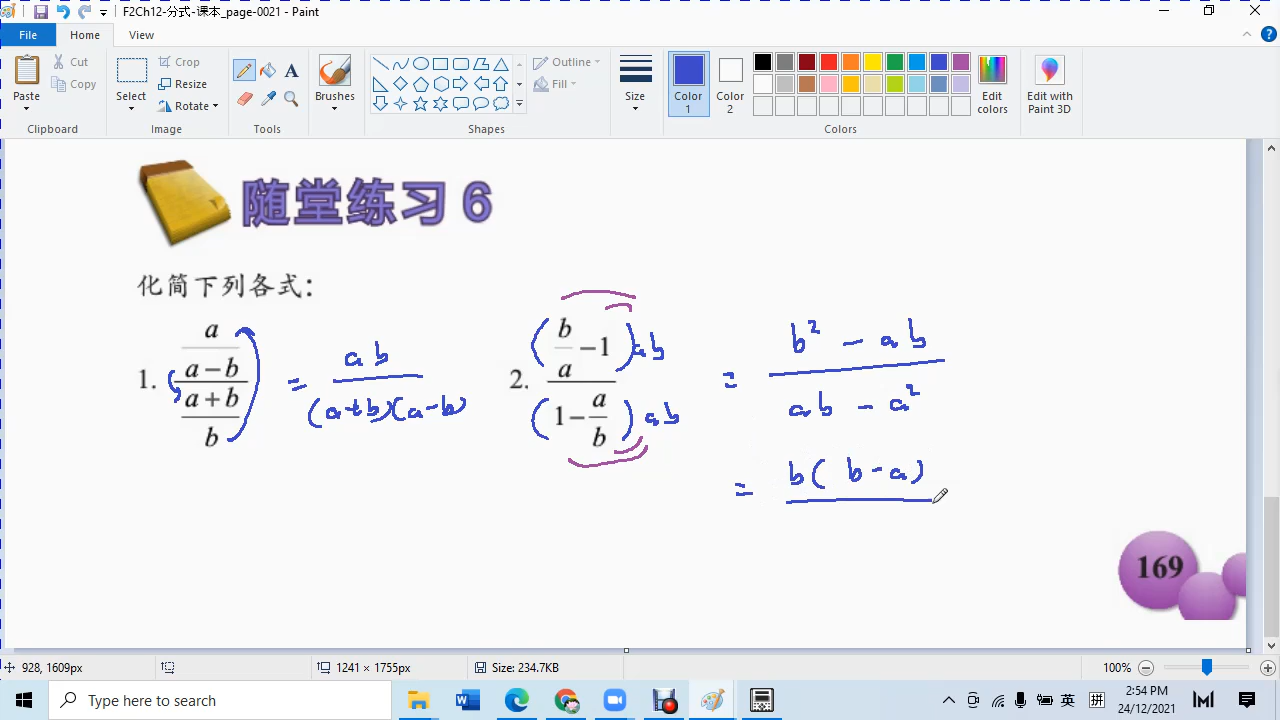 F2Ch12-分式-课本_page-0021 - Paint
File Home View
Paste Cut Copy Clipboard
Select Crop Resize Rotate Image
Tools
Brushes
Outline Fill Shapes
Size
Color 1 Color 2 Edit colors Colors
Edit with Paint 3D
随堂练习 6
化简下列各式：
1. a/(a-b) / (a+b)/b = ab / (a+b)(a-b)
2. (b/a - 1)ab / (1 - a/b)ab = b² - ab / ab - a²
= b(b-a)
169
928, 1609px 1241 × 1755px Size: 234.7KB 100%
Type here to search 英 拼 2:54 PM
24/12/2021